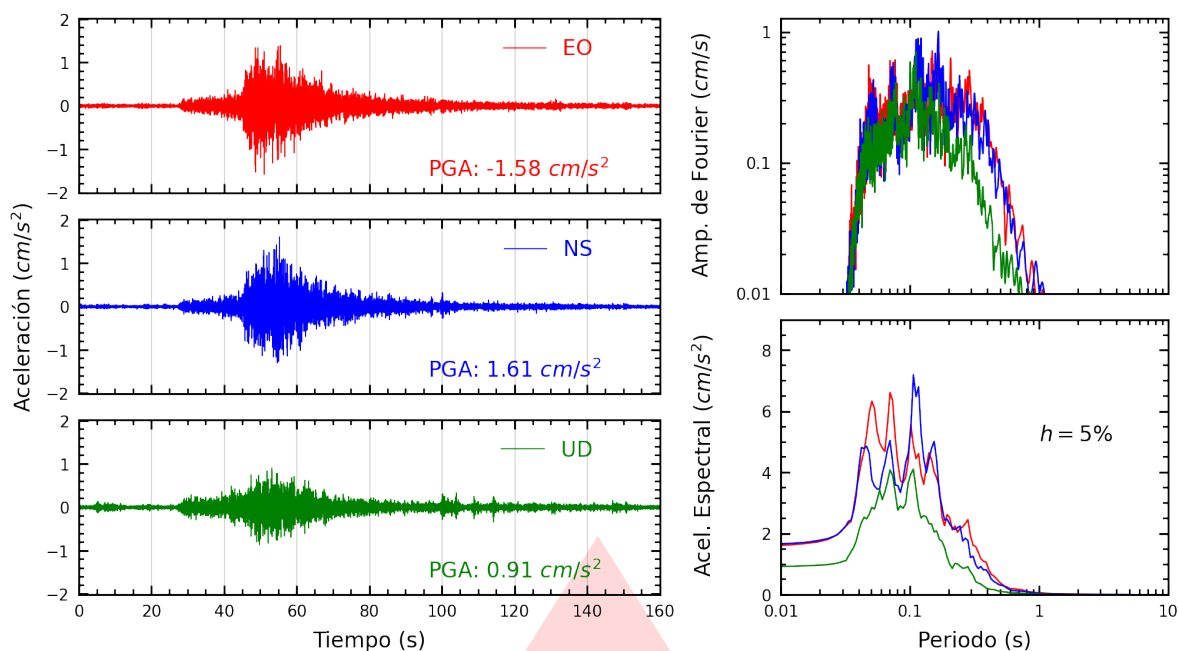 Aceleración (cm/s²)
2
1
0
−1
−2
EO
PGA: -1.58 cm/s²
2
1
0
−1
−2
NS
PGA: 1.61 cm/s²
2
1
0
−1
−2
UD
PGA: 0.91 cm/s²
0 20 40 60 80 100 120 140 160
Tiempo (s)
Amp. de Fourier (cm/s)
1
0.1
0.01
Acel. Espectral (cm/s²)
8
6
4
2
0
h = 5%
0.01 0.1 1 10
Periodo (s)